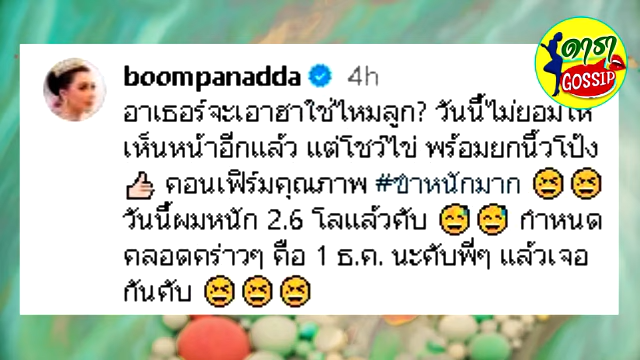 ดารา
GOSSIP
boompanadda 4h
อาเธอร์จะเอาฮาใช่ไหมลูก? วันนี้ไม่ยอมให้
เห็นหน้าอีกแล้ว แต่โชว์ไข่ พร้อมยกนิ้วโป้ง
👍🏻 คอนเฟิร์มคุณภาพ #ขำหนักมาก 😆😆
วันนี้ผมหนัก 2.6 โลแล้วคับ 😅😅 กำหนด
คลอดคร่าวๆ คือ 1 ธ.ค. นะคับพี่ๆ แล้วเจอ
กันคับ 😆😆😆